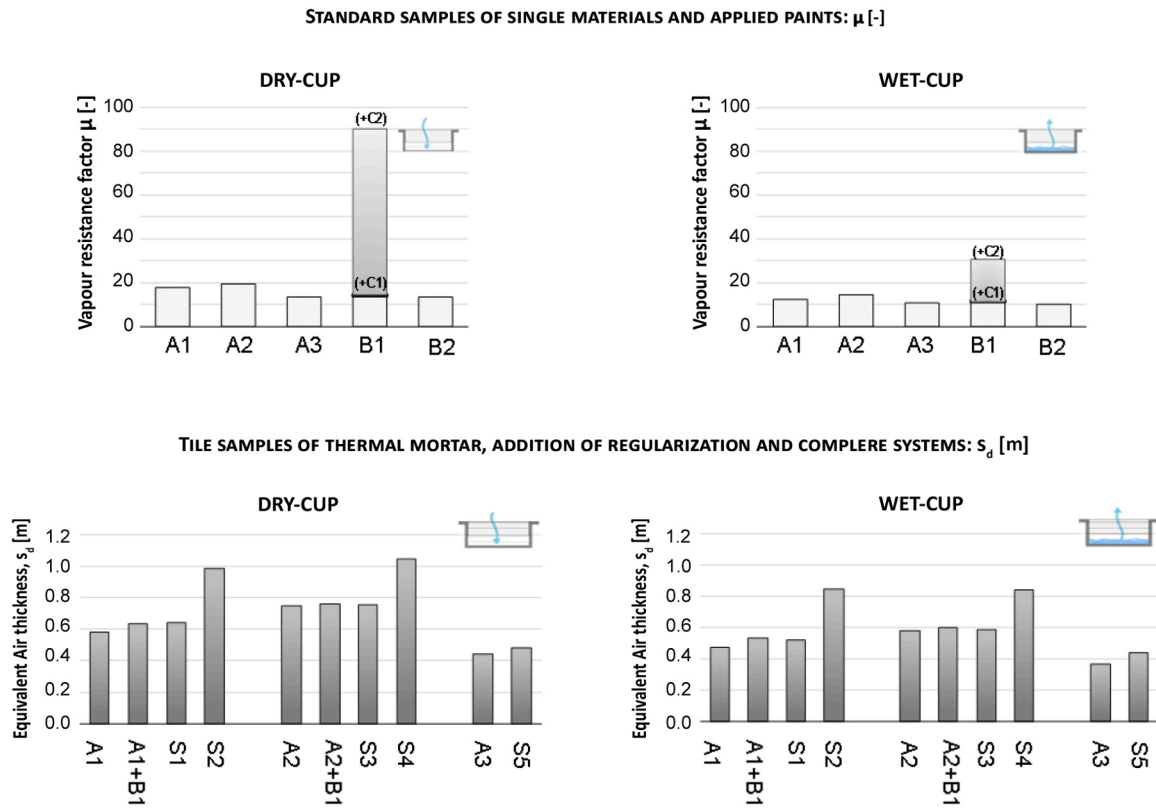 STANDARD SAMPLES OF SINGLE MATERIALS AND APPLIED PAINTS: μ [-]
DRY-CUP
Vapour resistance factor μ [-]
100
80
60
40
20
0
(+C2)
(+C1)
A1 A2 A3 B1 B2
WET-CUP
Vapour resistance factor μ [-]
100
80
60
40
20
0
(+C2)
(+C1)
A1 A2 A3 B1 B2
TILE SAMPLES OF THERMAL MORTAR, ADDITION OF REGULARIZATION AND COMPLERE SYSTEMS: sd [m]
DRY-CUP
Equivalent Air thickness, sd [m]
1.2
1.0
0.8
0.6
0.4
0.2
0.0
A1 A1+B1 S1 S2 A2 A2+B1 S3 S4 A3 S5
WET-CUP
Equivalent Air thickness, sd [m]
1.2
1.0
0.8
0.6
0.4
0.2
0.0
A1 A1+B1 S1 S2 A2 A2+B1 S3 S4 A3 S5